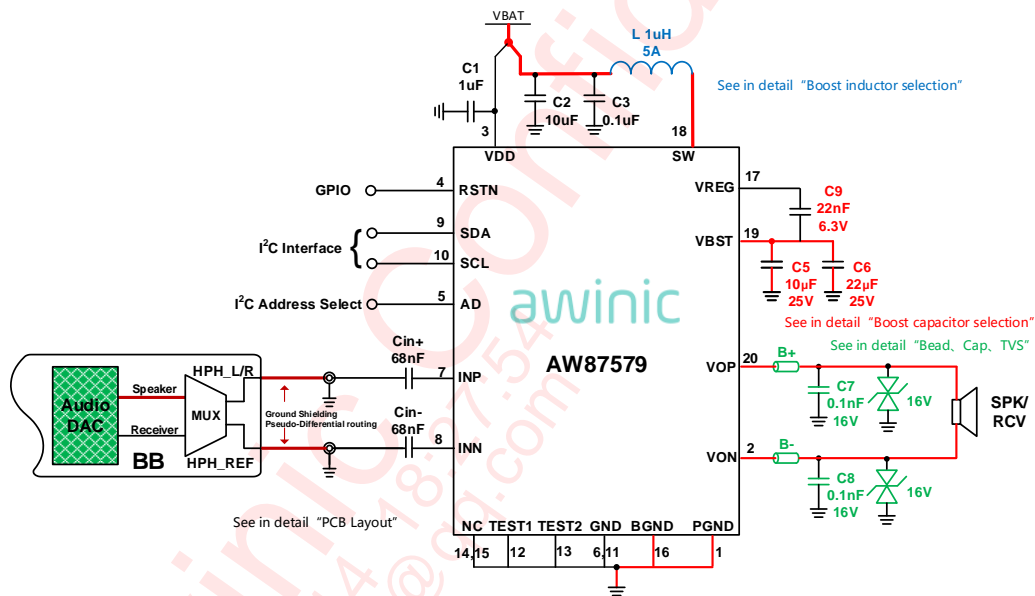 VBAT
L 1uH
5A
See in detail “Boost inductor selection”
C1
1uF
C2
10uF
C3
0.1uF
3
18
VDD
SW
GPIO
4
RSTN
VREG
17
C9
22nF
6.3V
I²C Interface {
9
SDA
10
SCL
VBST
19
C5
10μF
25V
C6
22μF
25V
I²C Address Select
5
AD
awinic
See in detail “Boost capacitor selection”
See in detail “Bead、Cap、TVS”
AW87579
HPH_L/R
Cin+
68nF
7
INP
VOP
20
B+
C7
0.1nF
16V
16V
SPK/
RCV
Audio
DAC
Speaker
Receiver
MUX
BB
HPH_REF
Ground Shielding
Pseudo-Differential routing
Cin-
68nF
8
INN
VON
2
B-
C8
0.1nF
16V
16V
See in detail “PCB Layout”
NC TEST1 TEST2 GND BGND PGND
14,15 12 13 6,11 16 1
18:27:54
@qq.com